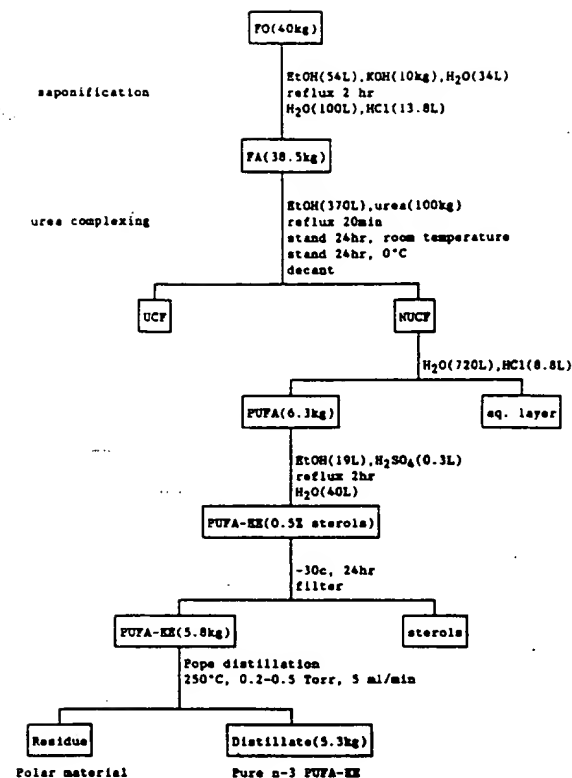 FO(40kg)
saponification
EtOH(54L),KOH(10kg),H₂O(34L)
reflux 2 hr
H₂O(100L),HCl(13.8L)
FA(38.5kg)
urea complexing
EtOH(370L),urea(100kg)
reflux 20min
stand 24hr, room temperature
stand 24hr, 0°C
decant
UCF
NUCF
H₂O(720L),HCl(8.8L)
PUFA(6.3kg)
aq. layer
EtOH(19L),H₂SO₄(0.3L)
reflux 2hr
H₂O(40L)
PUFA-EE(0.5% sterols)
-30c, 24hr
filter
PUFA-EE(5.8kg)
sterols
Pope distillation
250°C, 0.2-0.5 Torr, 5 ml/min
Residue
Distillate(5.3kg)
Polar material
Pure n-3 PUFA-EE